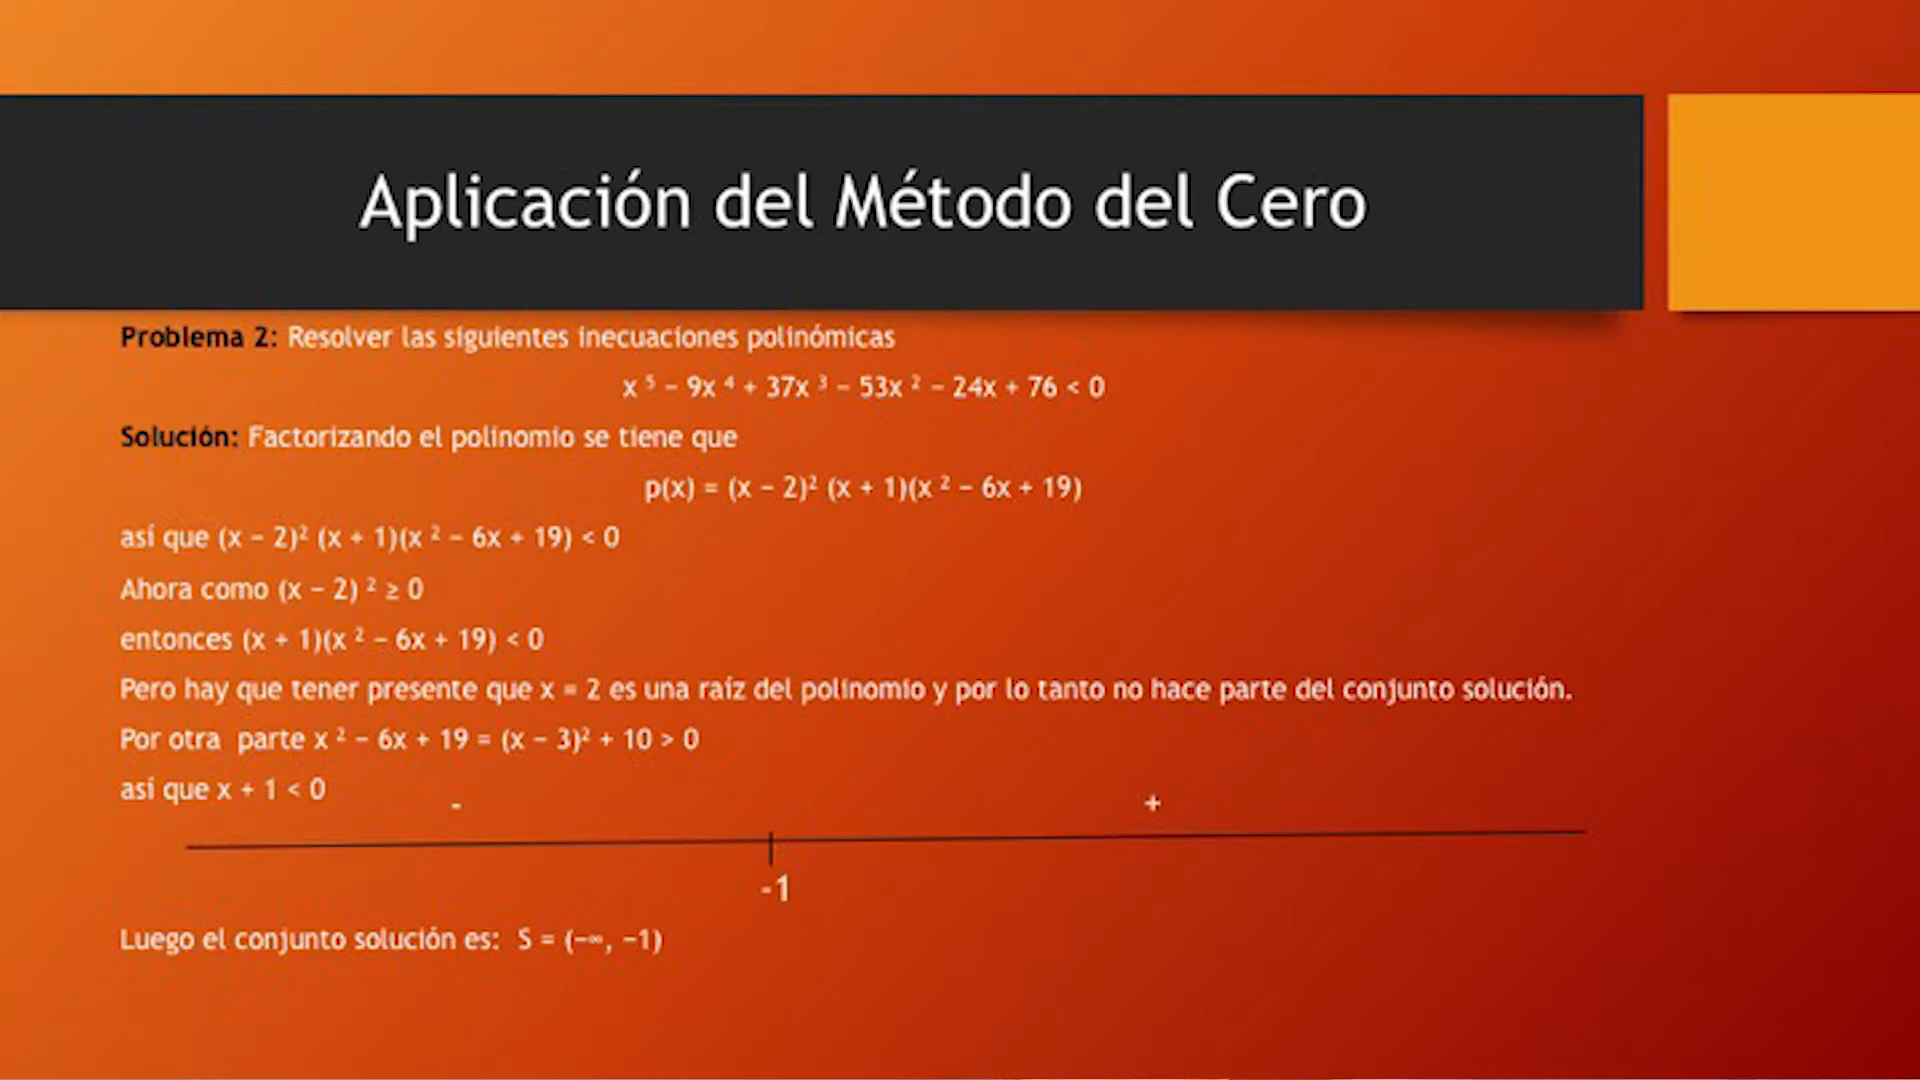 Aplicación del Método del Cero
Problema 2: Resolver las siguientes inecuaciones polinómicas
x ⁵ − 9x ⁴ + 37x ³ − 53x ² − 24x + 76 < 0
Solución: Factorizando el polinomio se tiene que
p(x) = (x − 2)² (x + 1)(x ² − 6x + 19)
así que (x − 2)² (x + 1)(x ² − 6x + 19) < 0
Ahora como (x − 2) ² ≥ 0
entonces (x + 1)(x ² − 6x + 19) < 0
Pero hay que tener presente que x = 2 es una raíz del polinomio y por lo tanto no hace parte del conjunto solución.
Por otra parte x ² − 6x + 19 = (x − 3)² + 10 > 0
así que x + 1 < 0
- +
-1
Luego el conjunto solución es: S = (−∞, −1)